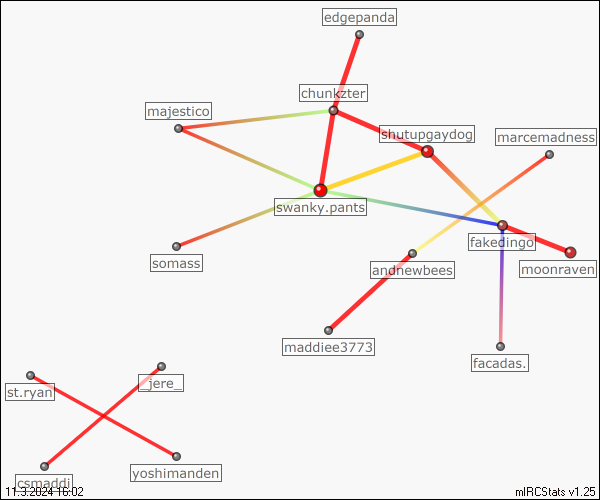 edgepanda
chunkzter
majestico
shutupgaydog
marcemadness
swanky.pants
fakedingo
somass
andnewbees
moonraven
maddiee3773
facadas.
_jere_
st.ryan
yoshimanden
csmaddi
11.3.2024 16:02
mIRCStats v1.25